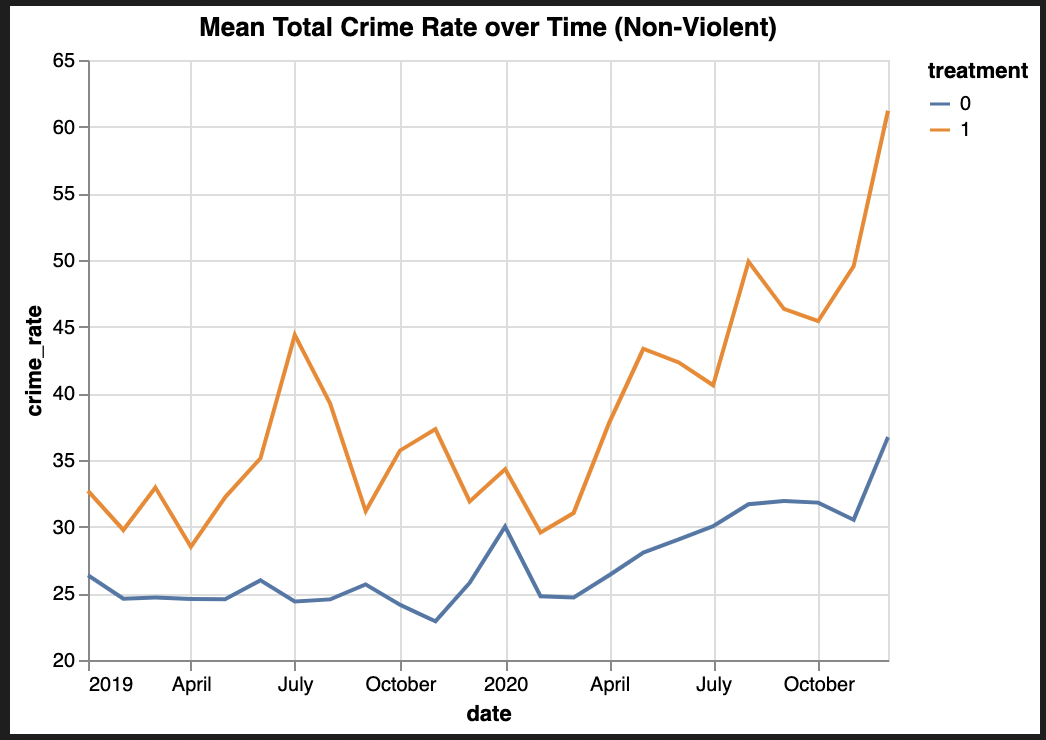 Mean Total Crime Rate over Time (Non-Violent)
treatment
0
1
crime_rate
65
60
55
50
45
40
35
30
25
20
2019 April July October 2020 April July October
date